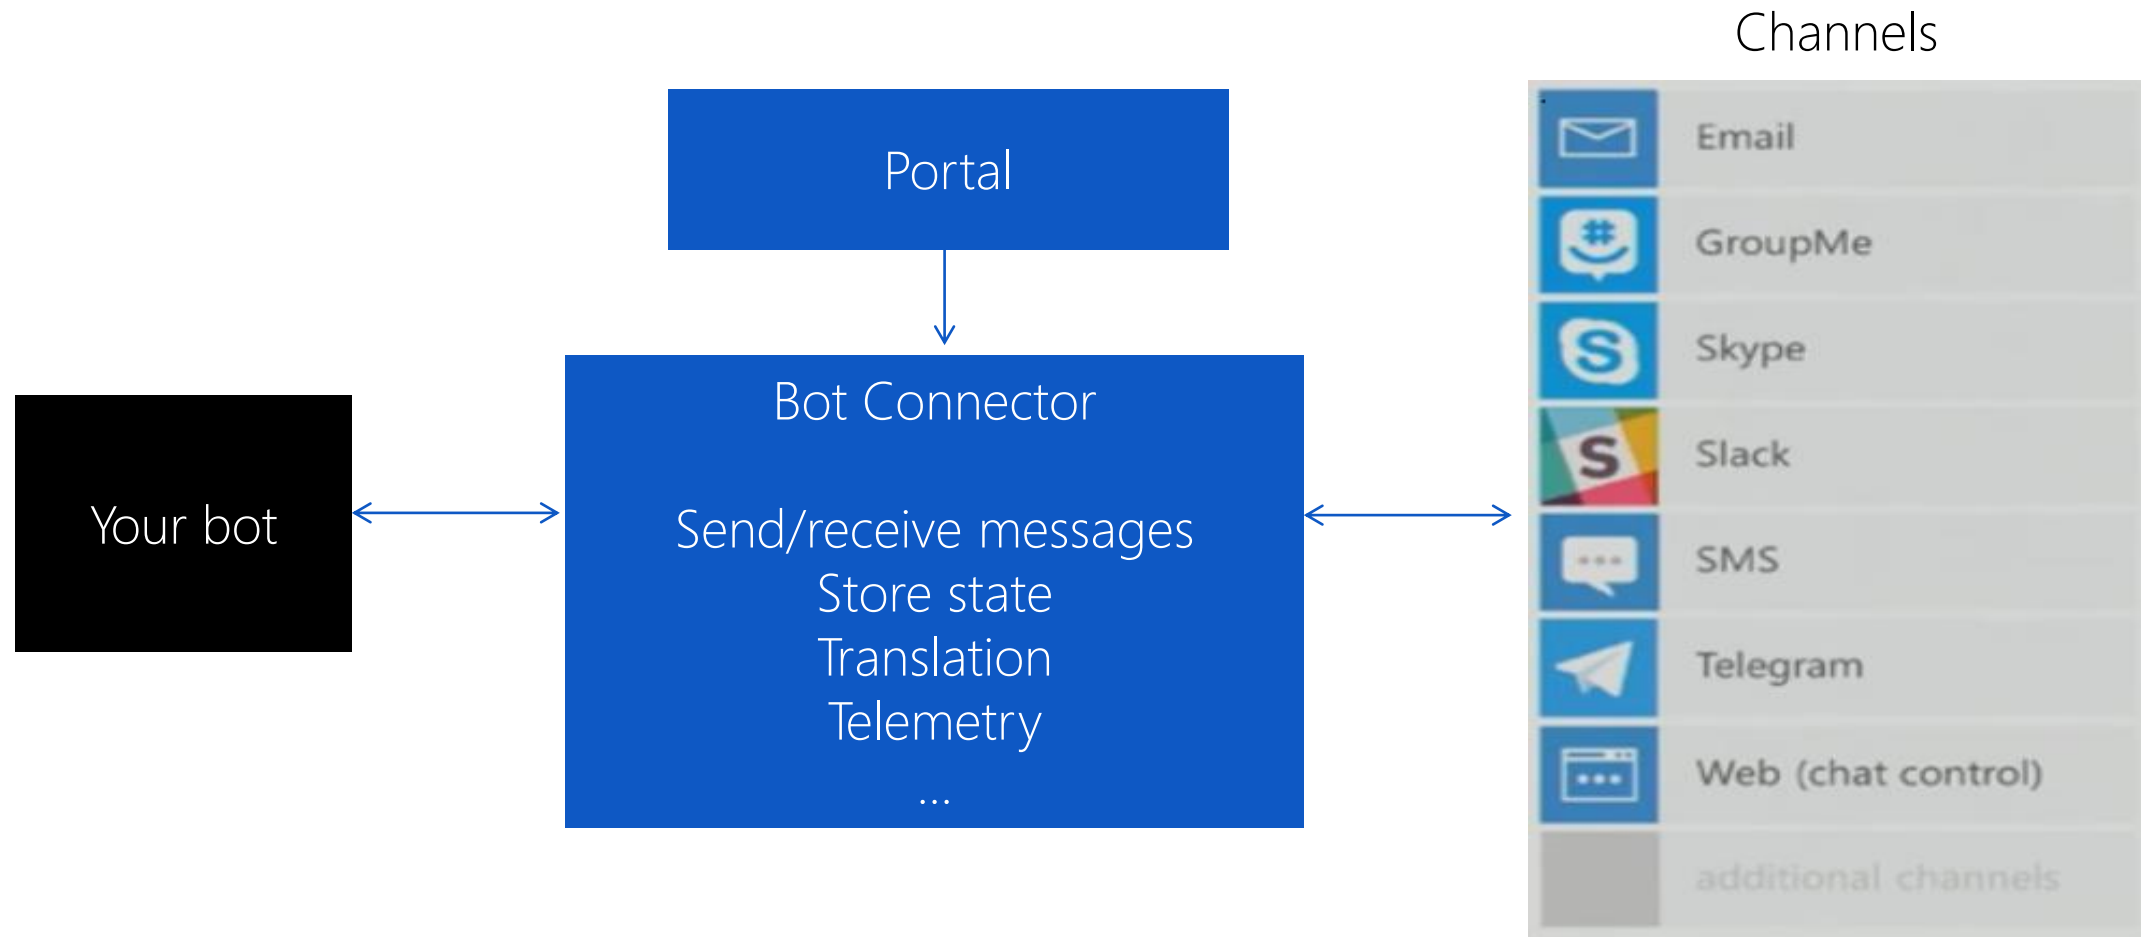 Channels
Portal
Your bot
Bot Connector
Send/receive messages
Store state
Translation
Telemetry
...
Email
GroupMe
Skype
Slack
SMS
Telegram
Web (chat control)
additional channels